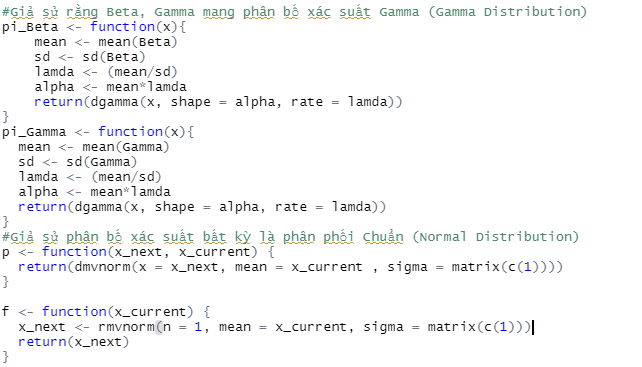 #Giả sử rằng Beta, Gamma mang phân bố xác suất Gamma (Gamma Distribution)
pi_Beta <- function(x){
    mean <- mean(Beta)
    sd <- sd(Beta)
    lamda <- (mean/sd)
    alpha <- mean*lamda
    return(dgamma(x, shape = alpha, rate = lamda))
}
pi_Gamma <- function(x){
  mean <- mean(Gamma)
  sd <- sd(Gamma)
  lamda <- (mean/sd)
  alpha <- mean*lamda
  return(dgamma(x, shape = alpha, rate = lamda))
}
#Giả sử phân bố xác suất bất kỳ là phân phối Chuẩn (Normal Distribution)
p <- function(x_next, x_current) {
  return(dmvnorm(x = x_next, mean = x_current , sigma = matrix(c(1))))
}

f <- function(x_current) {
  x_next <- rmvnorm(n = 1, mean = x_current, sigma = matrix(c(1)))
  return(x_next)
}